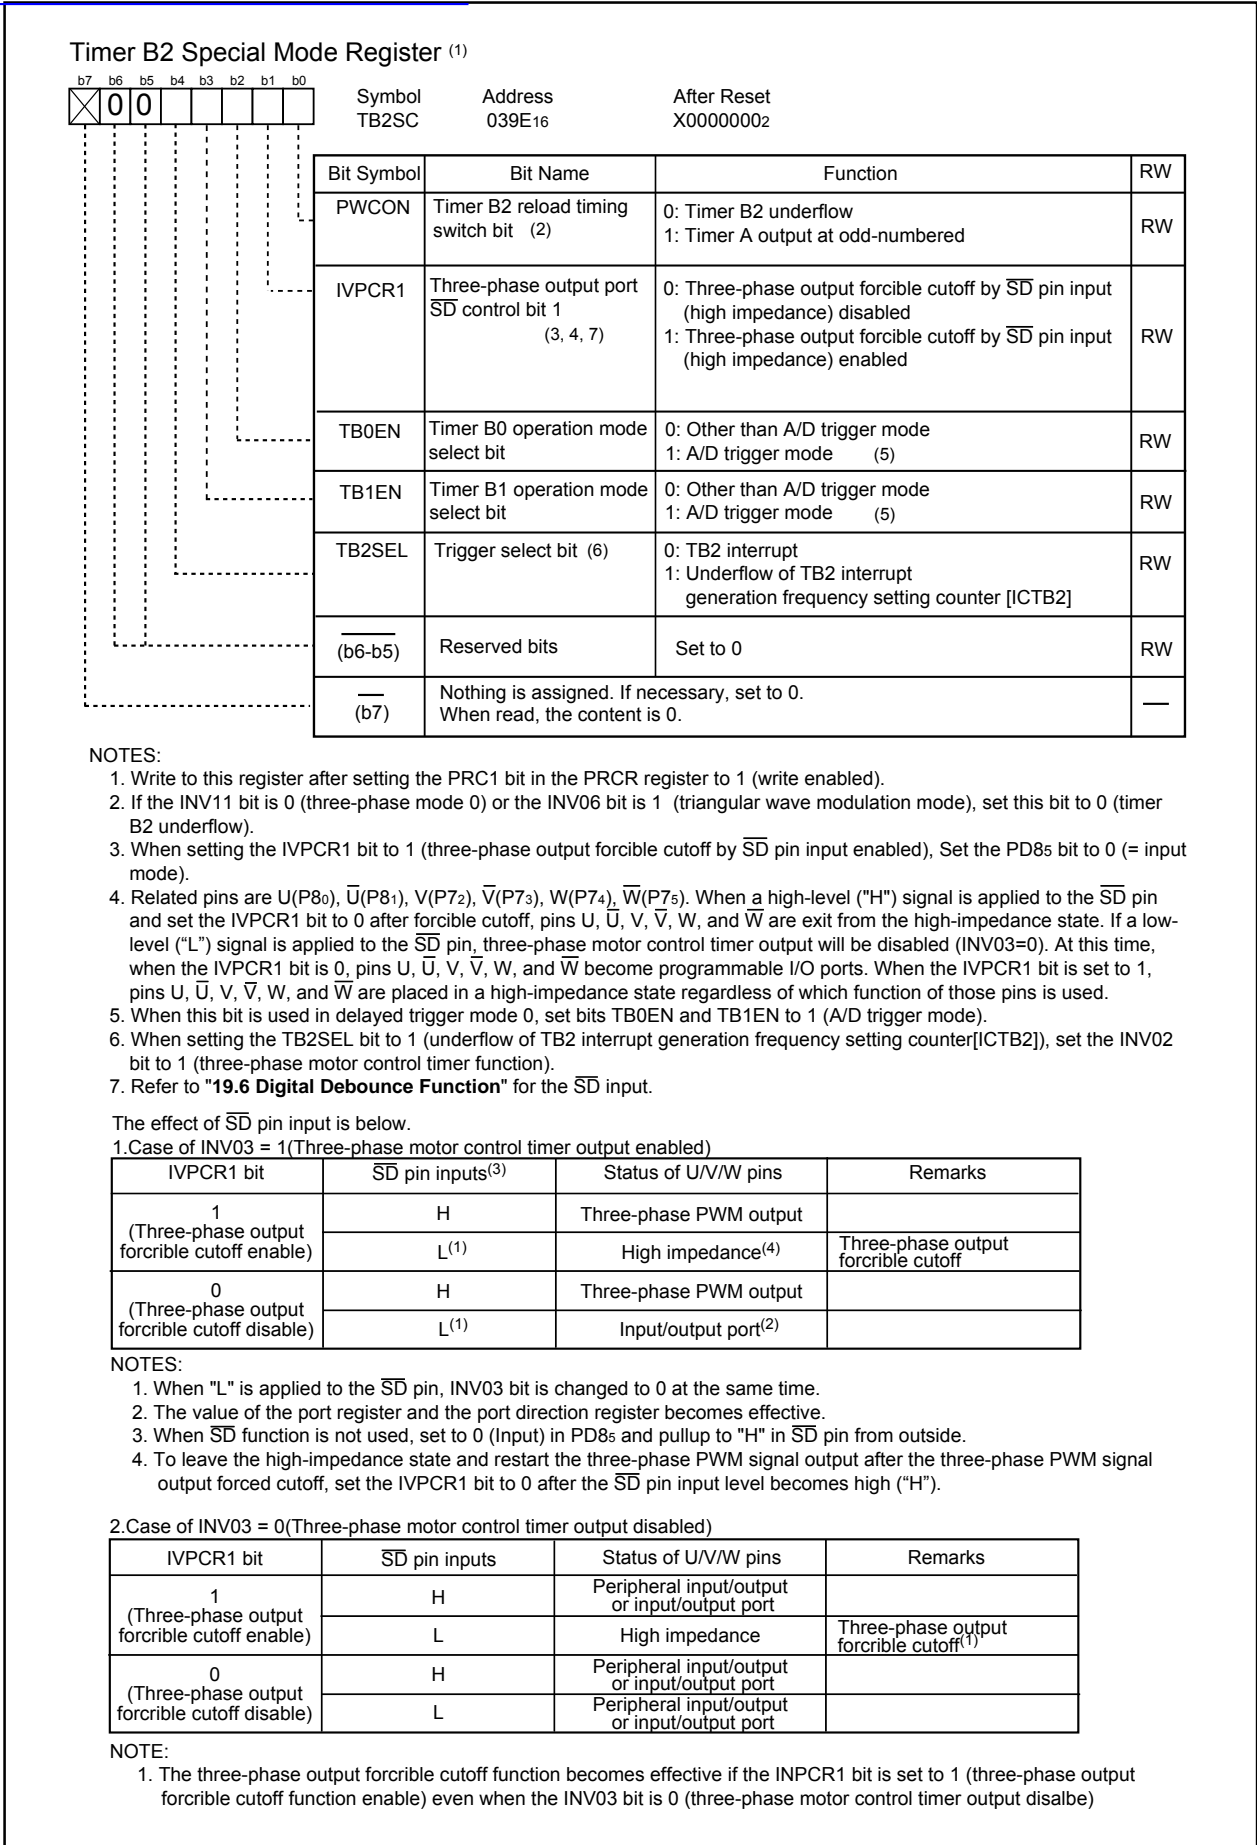 Timer B2 Special Mode Register (1)
b7 b6 b5 b4 b3 b2 b1 b0
0 0
Symbol Address After Reset
TB2SC 039E16 X00000002
Bit Symbol Bit Name Function RW
PWCON Timer B2 reload timing switch bit (2) 0: Timer B2 underflow
1: Timer A output at odd-numbered RW
IVPCR1 Three-phase output port S̅D̅ control bit 1 (3, 4, 7) 0: Three-phase output forcible cutoff by S̅D̅ pin input
(high impedance) disabled
1: Three-phase output forcible cutoff by S̅D̅ pin input
(high impedance) enabled RW
TB0EN Timer B0 operation mode select bit 0: Other than A/D trigger mode
1: A/D trigger mode (5) RW
TB1EN Timer B1 operation mode select bit 0: Other than A/D trigger mode
1: A/D trigger mode (5) RW
TB2SEL Trigger select bit (6) 0: TB2 interrupt
1: Underflow of TB2 interrupt
generation frequency setting counter [ICTB2] RW
(b6-b5) Reserved bits Set to 0 RW
(b7) Nothing is assigned. If necessary, set to 0.
When read, the content is 0. —
NOTES:
1. Write to this register after setting the PRC1 bit in the PRCR register to 1 (write enabled).
2. If the INV11 bit is 0 (three-phase mode 0) or the INV06 bit is 1 (triangular wave modulation mode), set this bit to 0 (timer
B2 underflow).
3. When setting the IVPCR1 bit to 1 (three-phase output forcible cutoff by S̅D̅ pin input enabled), Set the PD85 bit to 0 (= input
mode).
4. Related pins are U(P80), U̅(P81), V(P72), V̅(P73), W(P74), W̅(P75). When a high-level ("H") signal is applied to the S̅D̅ pin
and set the IVPCR1 bit to 0 after forcible cutoff, pins U, U̅, V, V̅, W, and W̅ are exit from the high-impedance state. If a low-
level (“L”) signal is applied to the S̅D̅ pin, three-phase motor control timer output will be disabled (INV03=0). At this time,
when the IVPCR1 bit is 0, pins U, U̅, V, V̅, W, and W̅ become programmable I/O ports. When the IVPCR1 bit is set to 1,
pins U, U̅, V, V̅, W, and W̅ are placed in a high-impedance state regardless of which function of those pins is used.
5. When this bit is used in delayed trigger mode 0, set bits TB0EN and TB1EN to 1 (A/D trigger mode).
6. When setting the TB2SEL bit to 1 (underflow of TB2 interrupt generation frequency setting counter[ICTB2]), set the INV02
bit to 1 (three-phase motor control timer function).
7. Refer to "19.6 Digital Debounce Function" for the S̅D̅ input.
The effect of S̅D̅ pin input is below.
1.Case of INV03 = 1(Three-phase motor control timer output enabled)
IVPCR1 bit S̅D̅ pin inputs(3) Status of U/V/W pins Remarks
1
(Three-phase output
forcrible cutoff enable) H Three-phase PWM output
L(1) High impedance(4) Three-phase output
forcrible cutoff
0
(Three-phase output
forcrible cutoff disable) H Three-phase PWM output
L(1) Input/output port(2)
NOTES:
1. When "L" is applied to the S̅D̅ pin, INV03 bit is changed to 0 at the same time.
2. The value of the port register and the port direction register becomes effective.
3. When S̅D̅ function is not used, set to 0 (Input) in PD85 and pullup to "H" in S̅D̅ pin from outside.
4. To leave the high-impedance state and restart the three-phase PWM signal output after the three-phase PWM signal
output forced cutoff, set the IVPCR1 bit to 0 after the S̅D̅ pin input level becomes high (“H”).
2.Case of INV03 = 0(Three-phase motor control timer output disabled)
IVPCR1 bit S̅D̅ pin inputs Status of U/V/W pins Remarks
1
(Three-phase output
forcrible cutoff enable) H Peripheral input/output
or input/output port
L High impedance Three-phase output
forcrible cutoff(1)
0
(Three-phase output
forcrible cutoff disable) H Peripheral input/output
or input/output port
L Peripheral input/output
or input/output port
NOTE:
1. The three-phase output forcrible cutoff function becomes effective if the INPCR1 bit is set to 1 (three-phase output
forcrible cutoff function enable) even when the INV03 bit is 0 (three-phase motor control timer output disalbe)